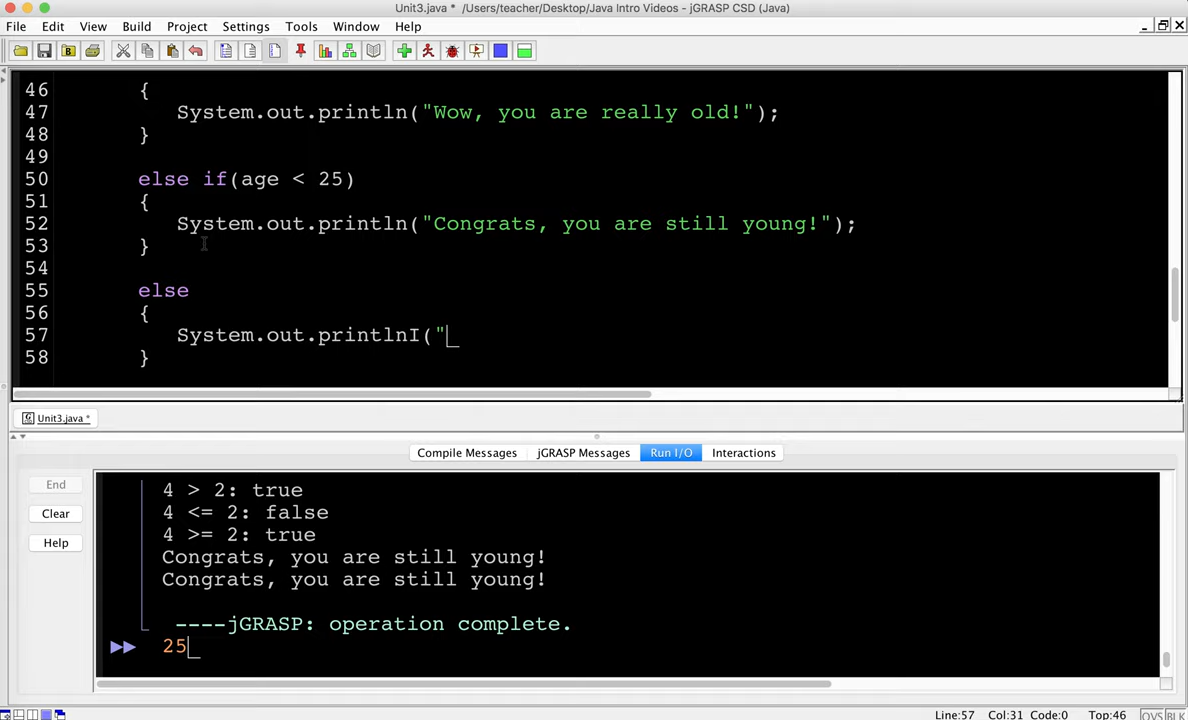 Unit3.java * /Users/teacher/Desktop/Java Intro Videos - jGRASP CSD (Java)
File Edit View Build Project Settings Tools Window Help
46 {
47 System.out.println("Wow, you are really old!");
48 }
49
50 else if(age < 25)
51 {
52 System.out.println("Congrats, you are still young!");
53 }
54
55 else
56 {
57 System.out.printlnI("
58 }
Unit3.java *
Compile Messages jGRASP Messages Run I/O Interactions
End
Clear
Help
4 > 2: true
4 <= 2: false
4 >= 2: true
Congrats, you are still young!
Congrats, you are still young!
----jGRASP: operation complete.
25
Line:57 Col:31 Code:0 Top:46 OVS BLK